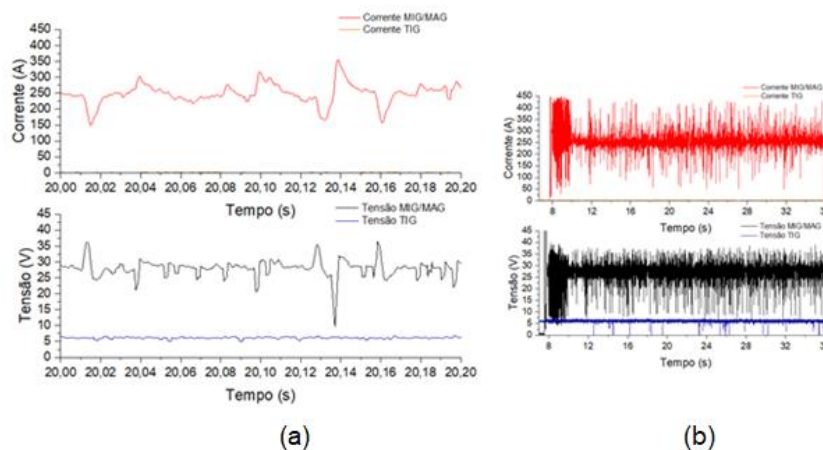 Corrente MIG/MAG
Corrente TIG
Corrente (A)
450
400
350
300
250
200
150
100
50
0
20,00 20,02 20,04 20,06 20,08 20,10 20,12 20,14 20,16 20,18 20,20
Tempo (s)
Tensão MIG/MAG
Tensão TIG
Tensão (V)
45
40
35
30
25
20
15
10
5
0
20,00 20,02 20,04 20,06 20,08 20,10 20,12 20,14 20,16 20,18 20,20
Tempo (s)
(a)
Corrente MIG/MAG
Corrente TIG
Corrente (A)
450
400
350
300
250
200
150
100
50
0
8 12 16 20 24 28 32 36
Tempo (s)
Tensão MIG/MAG
Tensão TIG
Tensão (V)
45
40
35
30
25
20
15
10
5
0
8 12 16 20 24 28 32 36
Tempo (s)
(b)